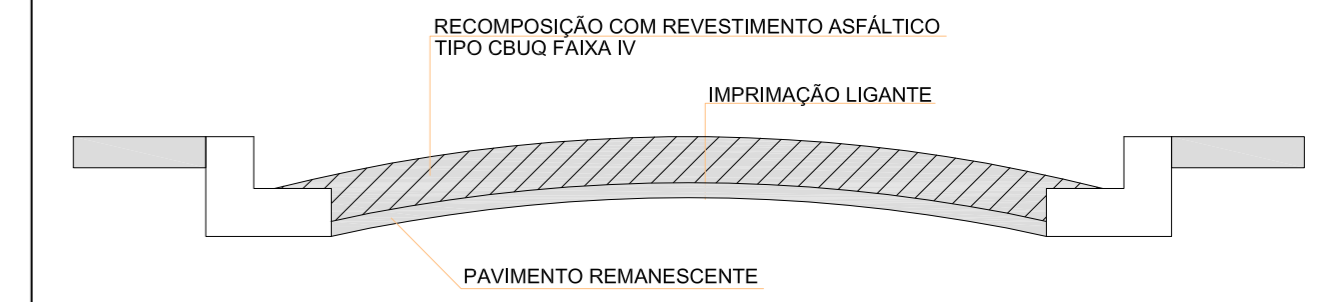 RECOMPOSIÇÃO COM REVESTIMENTO ASFÁLTICO
TIPO CBUQ FAIXA IV
IMPRIMAÇÃO LIGANTE
PAVIMENTO REMANESCENTE